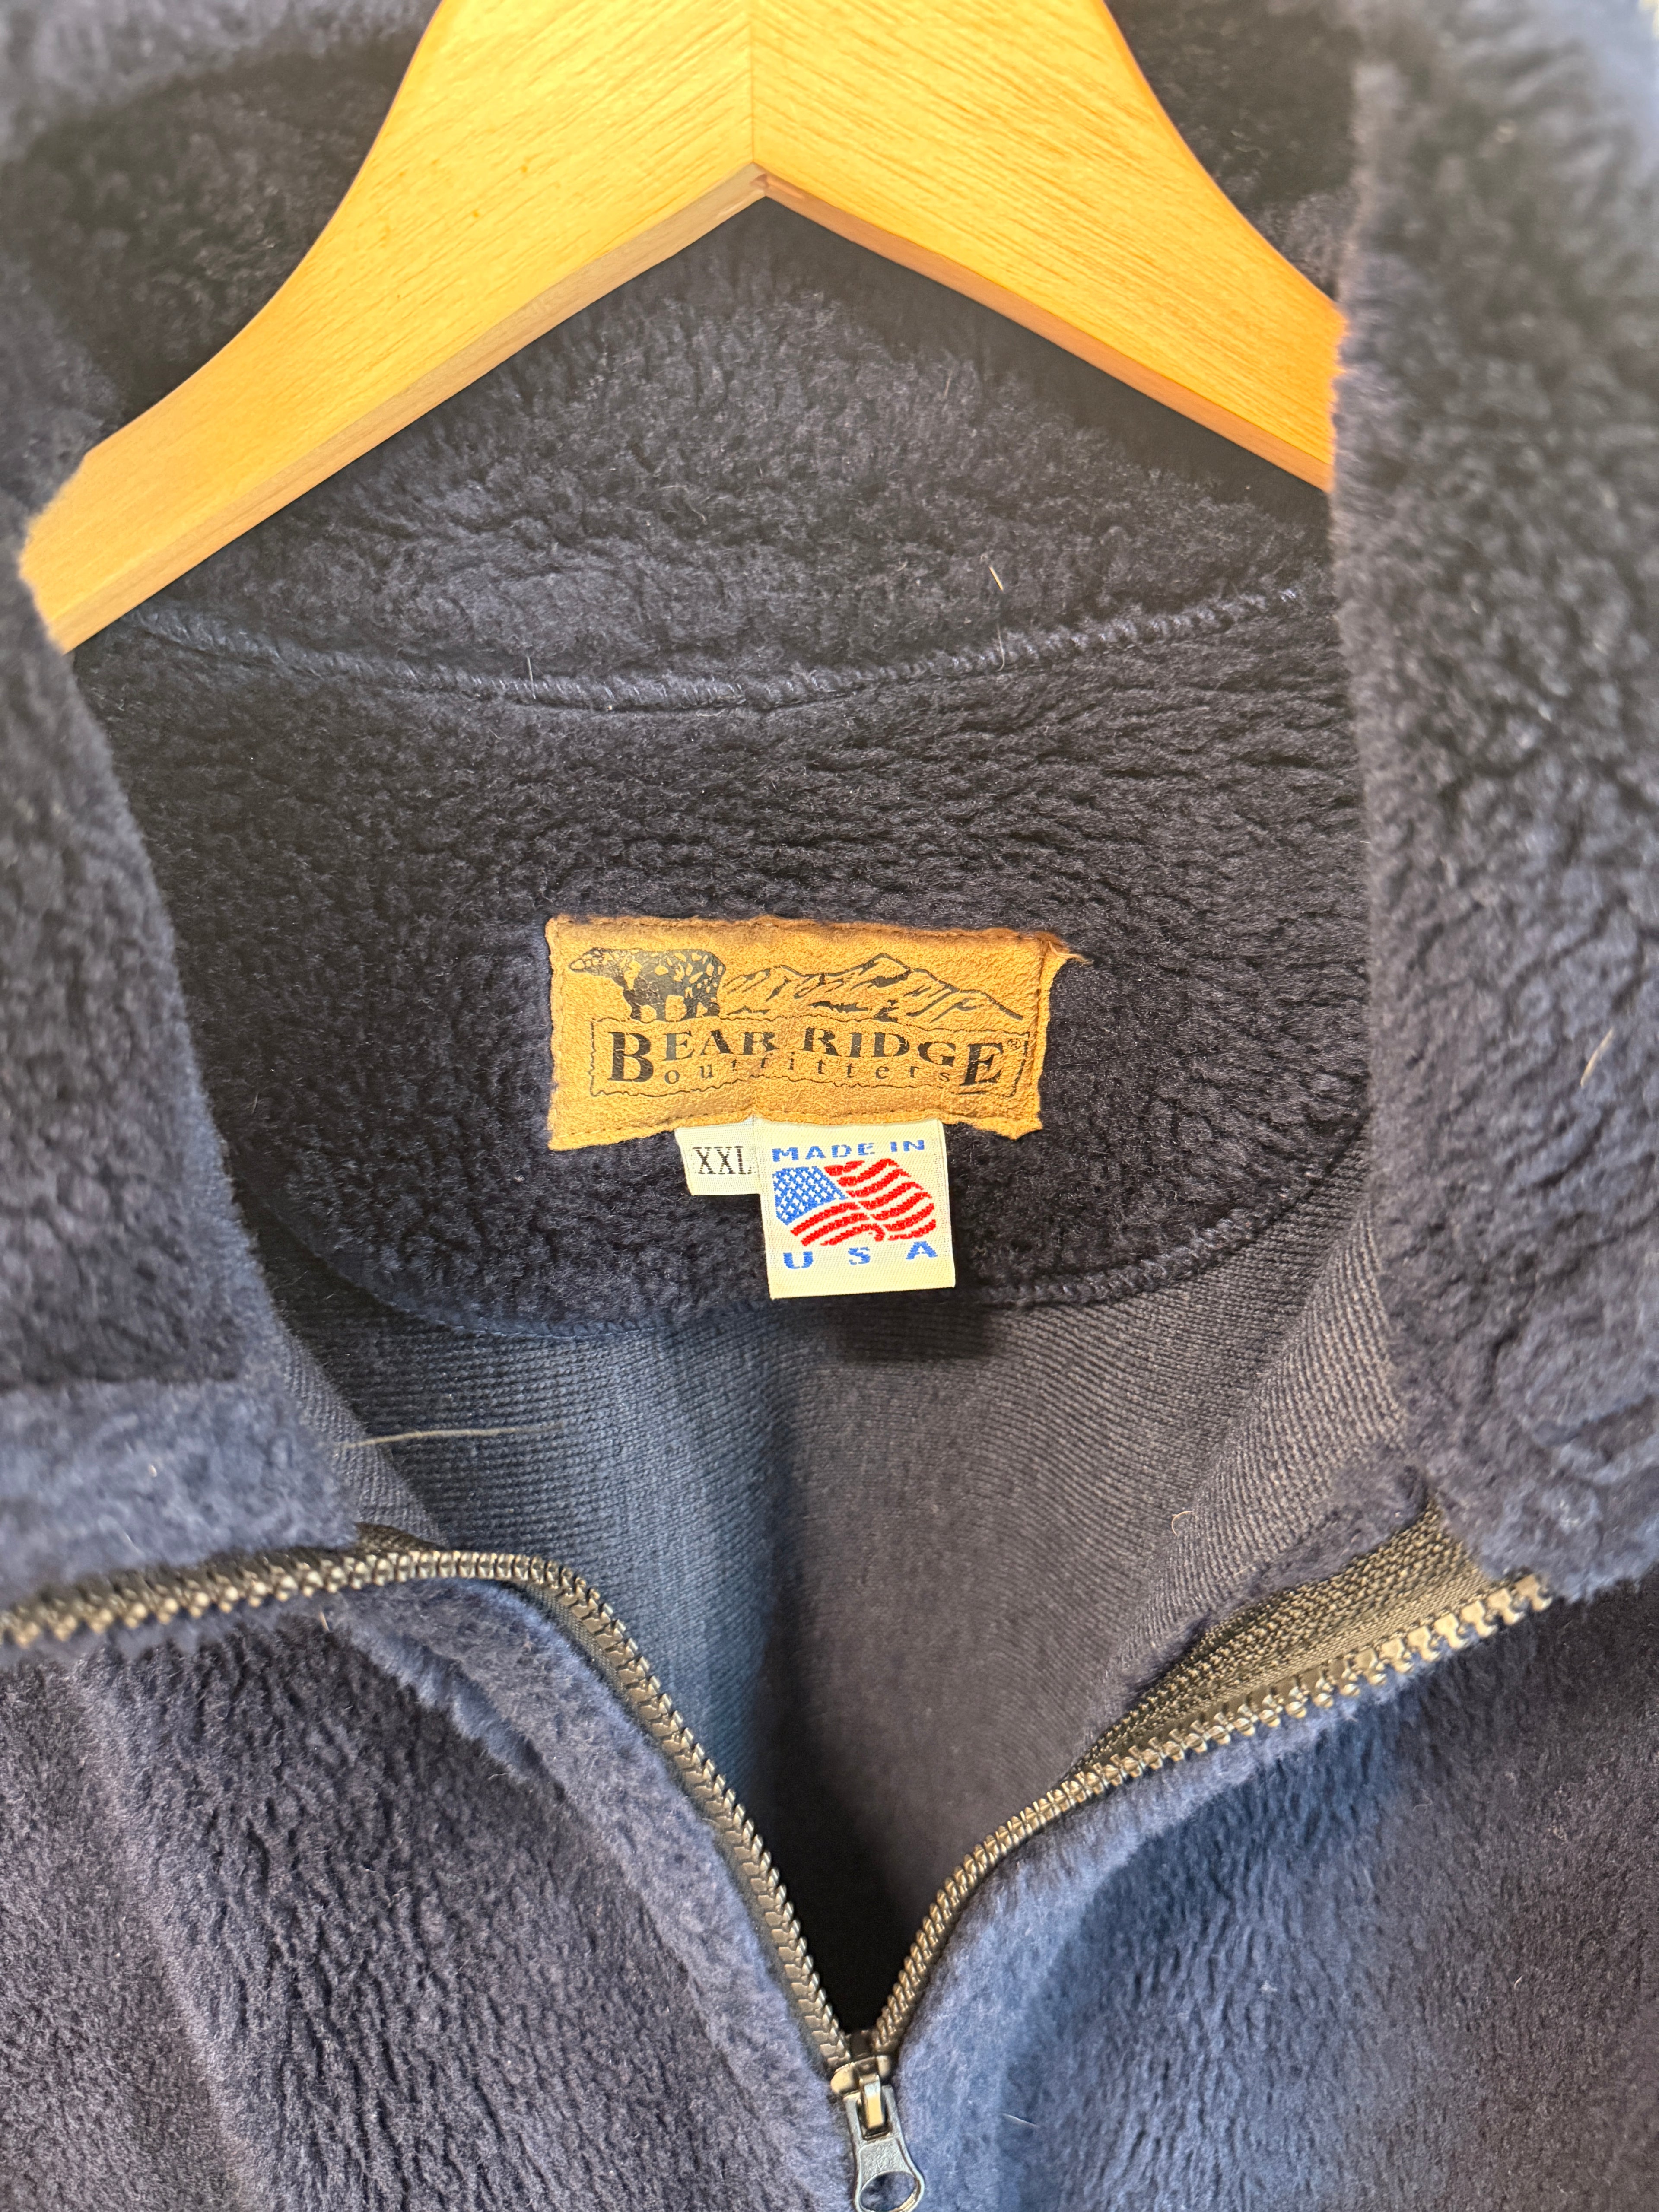 BEAR RIDGE®
outfitters
XXL
MADE IN
USA